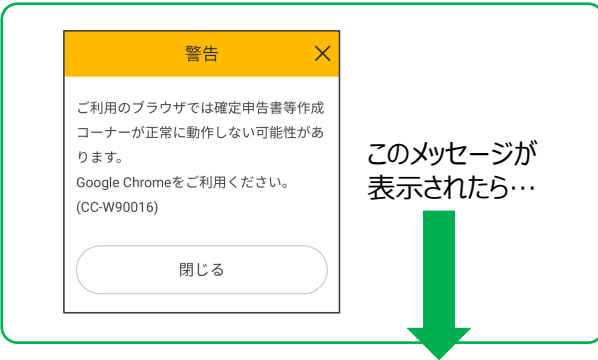 警告
ご利用のブラウザでは確定申告書等作成
コーナーが正常に動作しない可能性があ
ります。
Google Chromeをご利用ください。
(CC-W90016)
閉じる
このメッセージが
表示されたら…